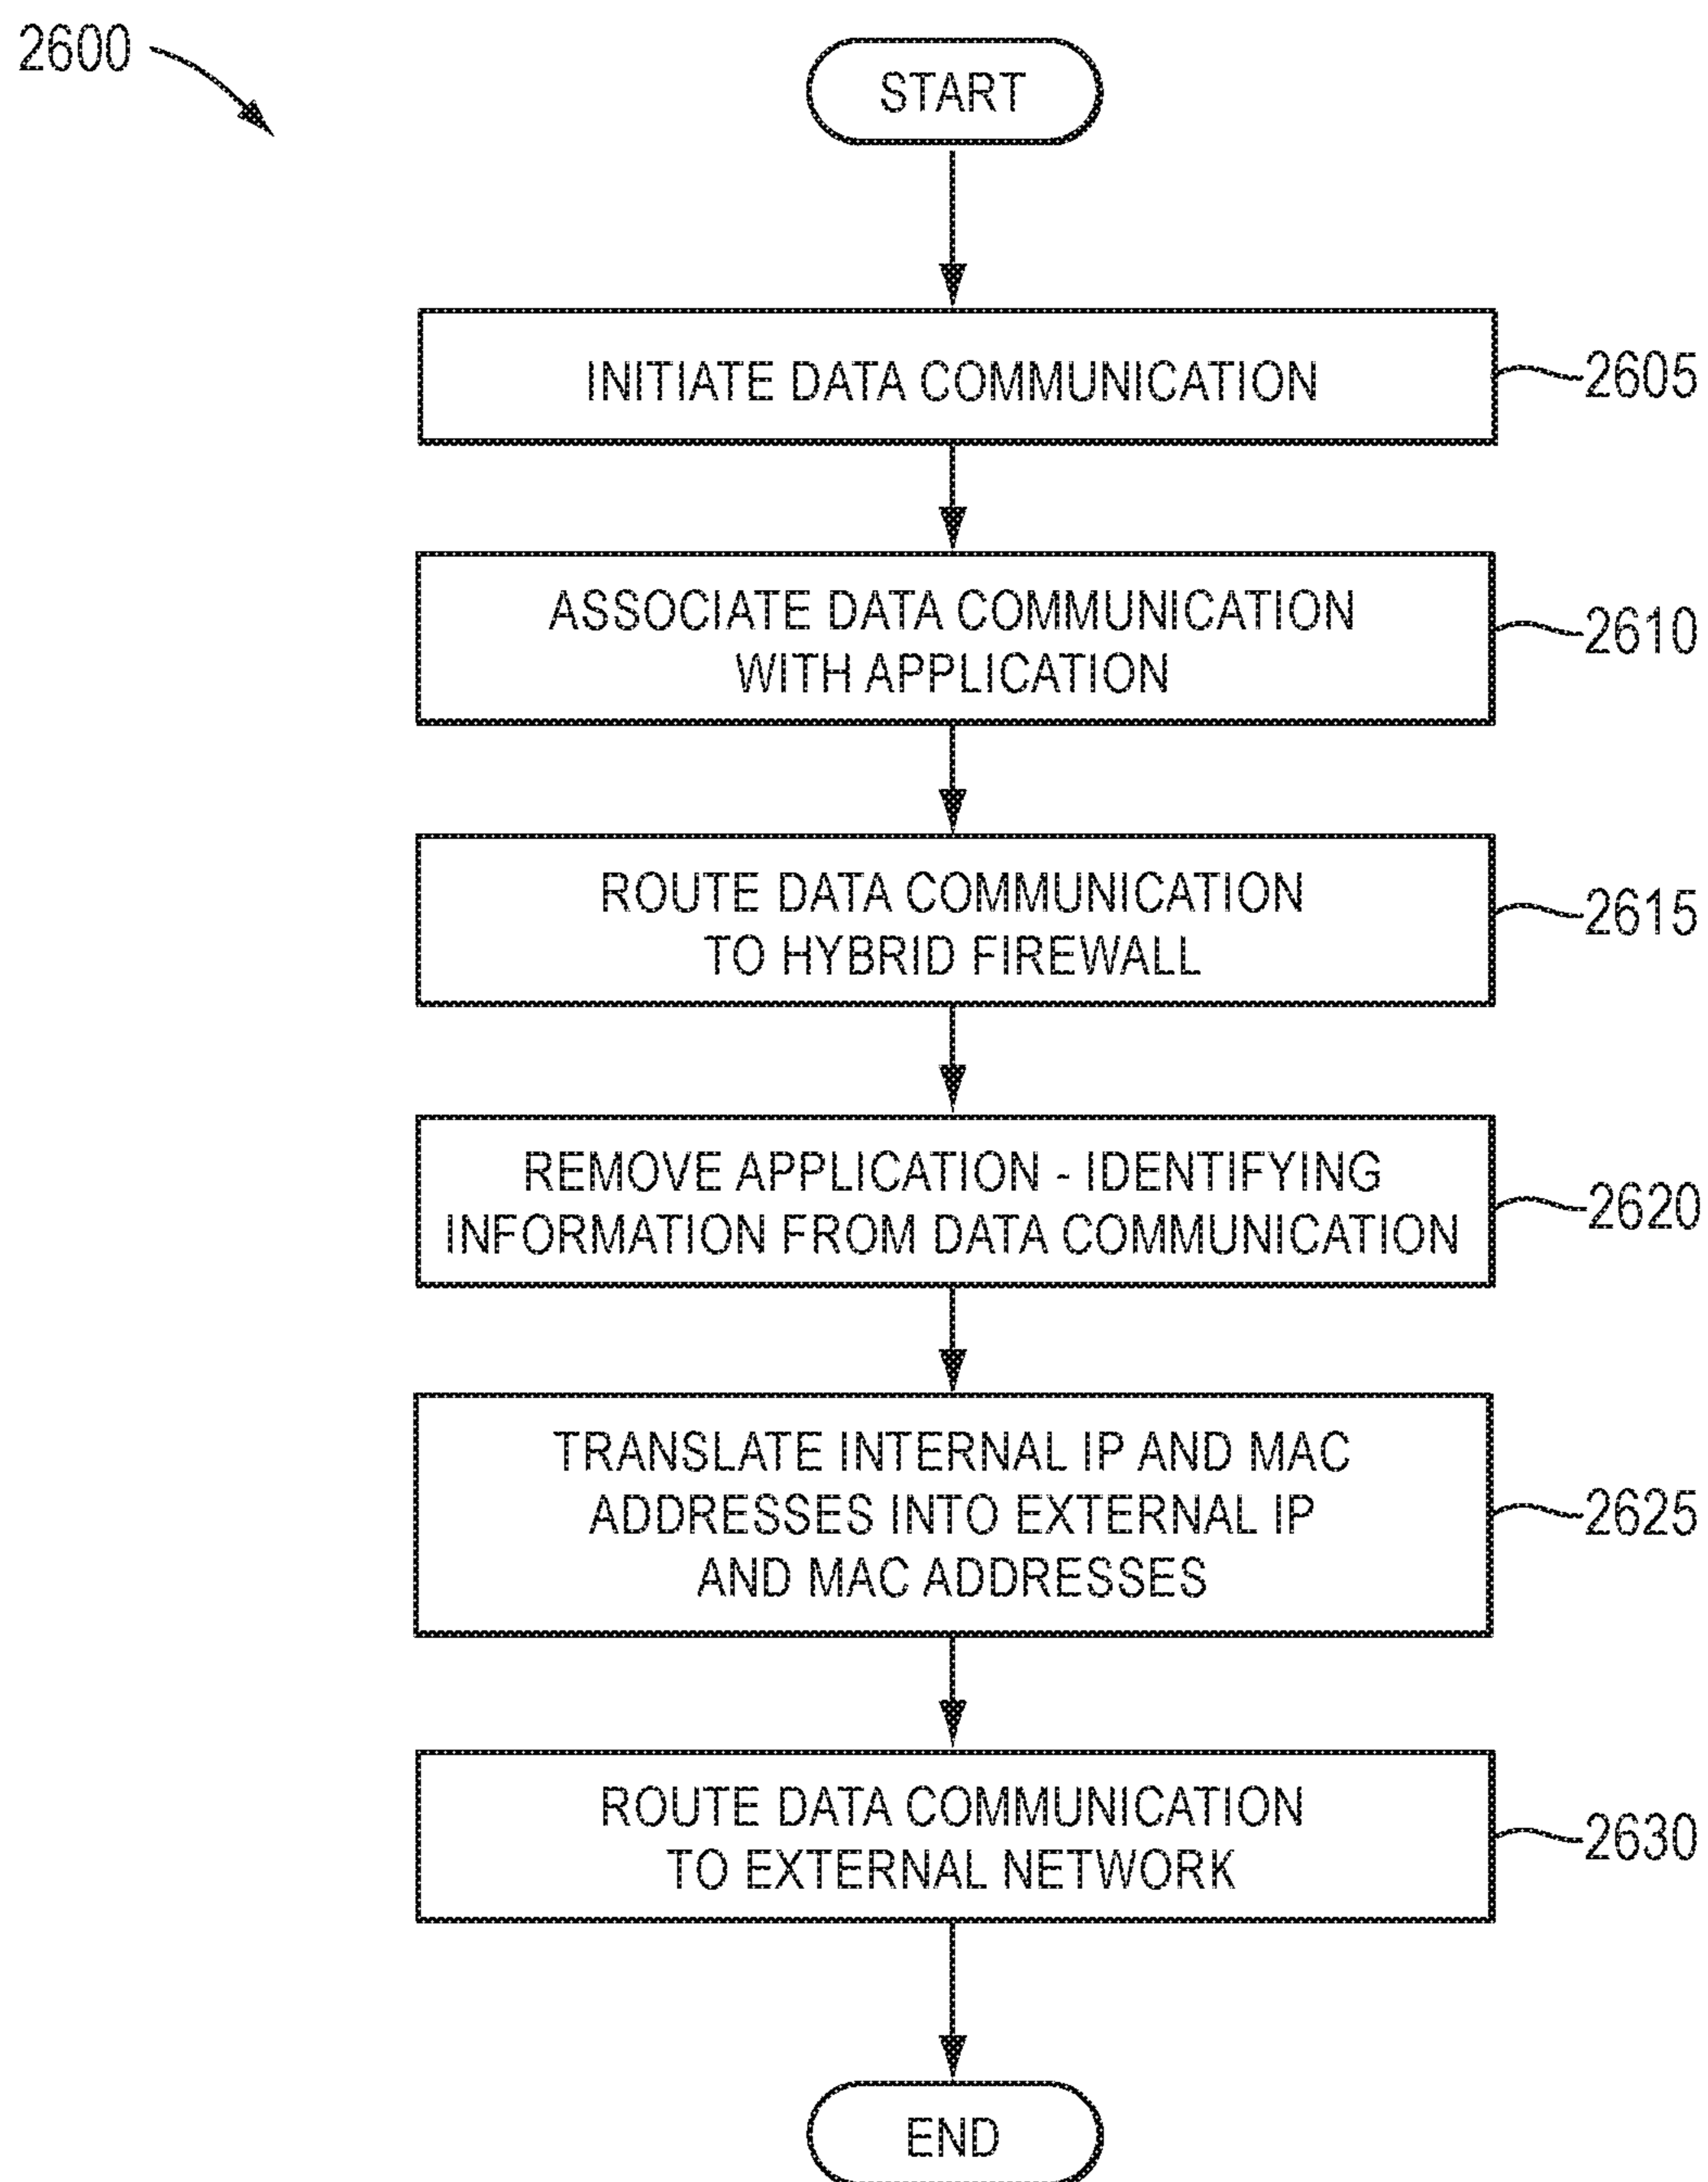 2600
START
INITIATE DATA COMMUNICATION
2605
ASSOCIATE DATA COMMUNICATION
WITH APPLICATION
2610
ROUTE DATA COMMUNICATION
TO HYBRID FIREWALL
2615
REMOVE APPLICATION - IDENTIFYING
INFORMATION FROM DATA COMMUNICATION
2620
TRANSLATE INTERNAL IP AND MAC
ADDRESSES INTO EXTERNAL IP
AND MAC ADDRESSES
2625
ROUTE DATA COMMUNICATION
TO EXTERNAL NETWORK
2630
END